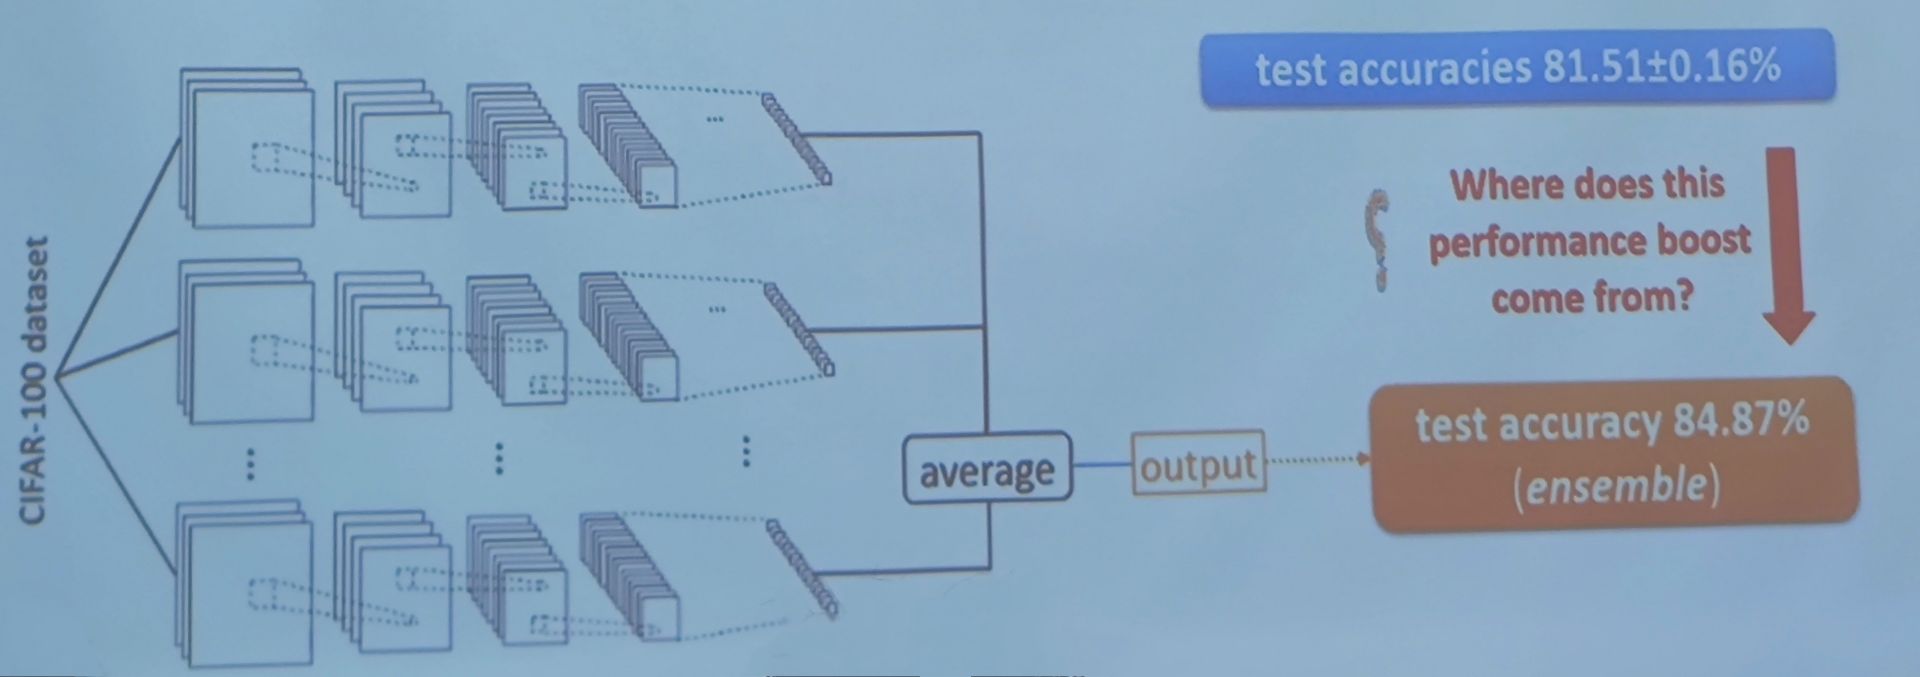 CIFAR-100 dataset
...
...
average
output
test accuracies 81.51±0.16%
Where does this
performance boost
come from?
test accuracy 84.87%
(ensemble)